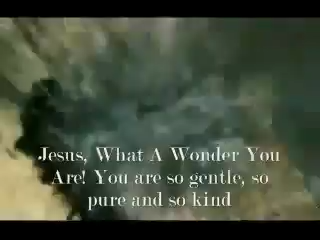 Jesus, What A Wonder You
Are! You are so gentle, so
pure and so kind